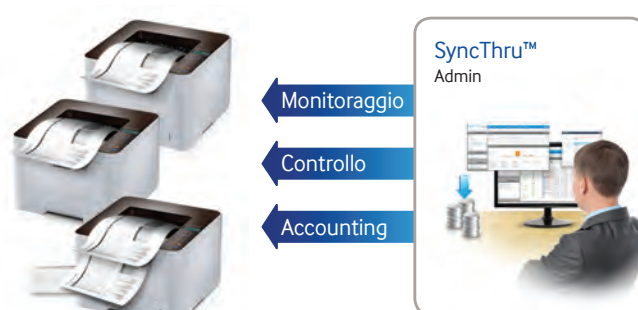 SyncThru™
Admin
Monitoraggio
Controllo
Accounting